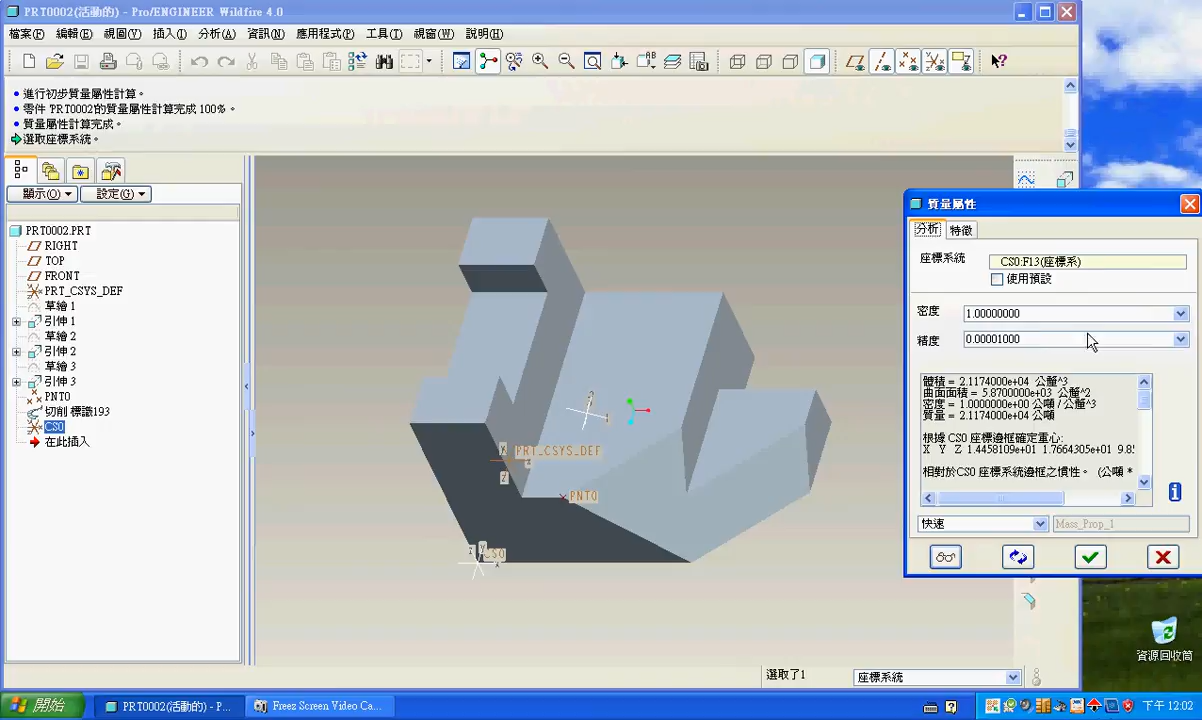 PRT0002(活動的) - Pro/ENGINEER Wildfire 4.0
檔案(F) 編輯(E) 視圖(V) 插入(I) 分析(A) 資訊(N) 應用程式(P) 工具(T) 視窗(W) 說明(H)
• 進行初步質量屬性計算。
• 零件 'PRT0002的質量屬性計算完成 100%。
• 質量屬性計算完成。
選取座標系統。
顯示(O) 設定(G)
PRT0002.PRT
RIGHT
TOP
FRONT
PRT_CSYS_DEF
草繪 1
引伸 1
草繪 2
引伸 2
草繪 3
引伸 3
PNT0
切削 標識193
CS0
在此插入
PRT_CSYS_DEF
PNT0
CS0
質量屬性
分析 特徵
座標系統 CS0:F13(座標系)
使用預設
密度 1.00000000
精度 0.00001000
體積 = 2.1174000e+04 公釐^3
曲面面積 = 5.8700000e+03 公釐^2
密度 = 1.0000000e+00 公噸 / 公釐^3
質量 = 2.1174000e+04 公噸
根據 CS0 座標邊框確定重心:
X Y Z 1.4458109e+01 1.7664305e+01 9.8
相對於CS0 座標系統邊框之慣性。 (公噸 *
快速 Mass_Prop_1
選取了1 座標系統
資源回收筒
開始 PRT0002(活動的) - P... Freez Screen Video Ca... 下午 12:02